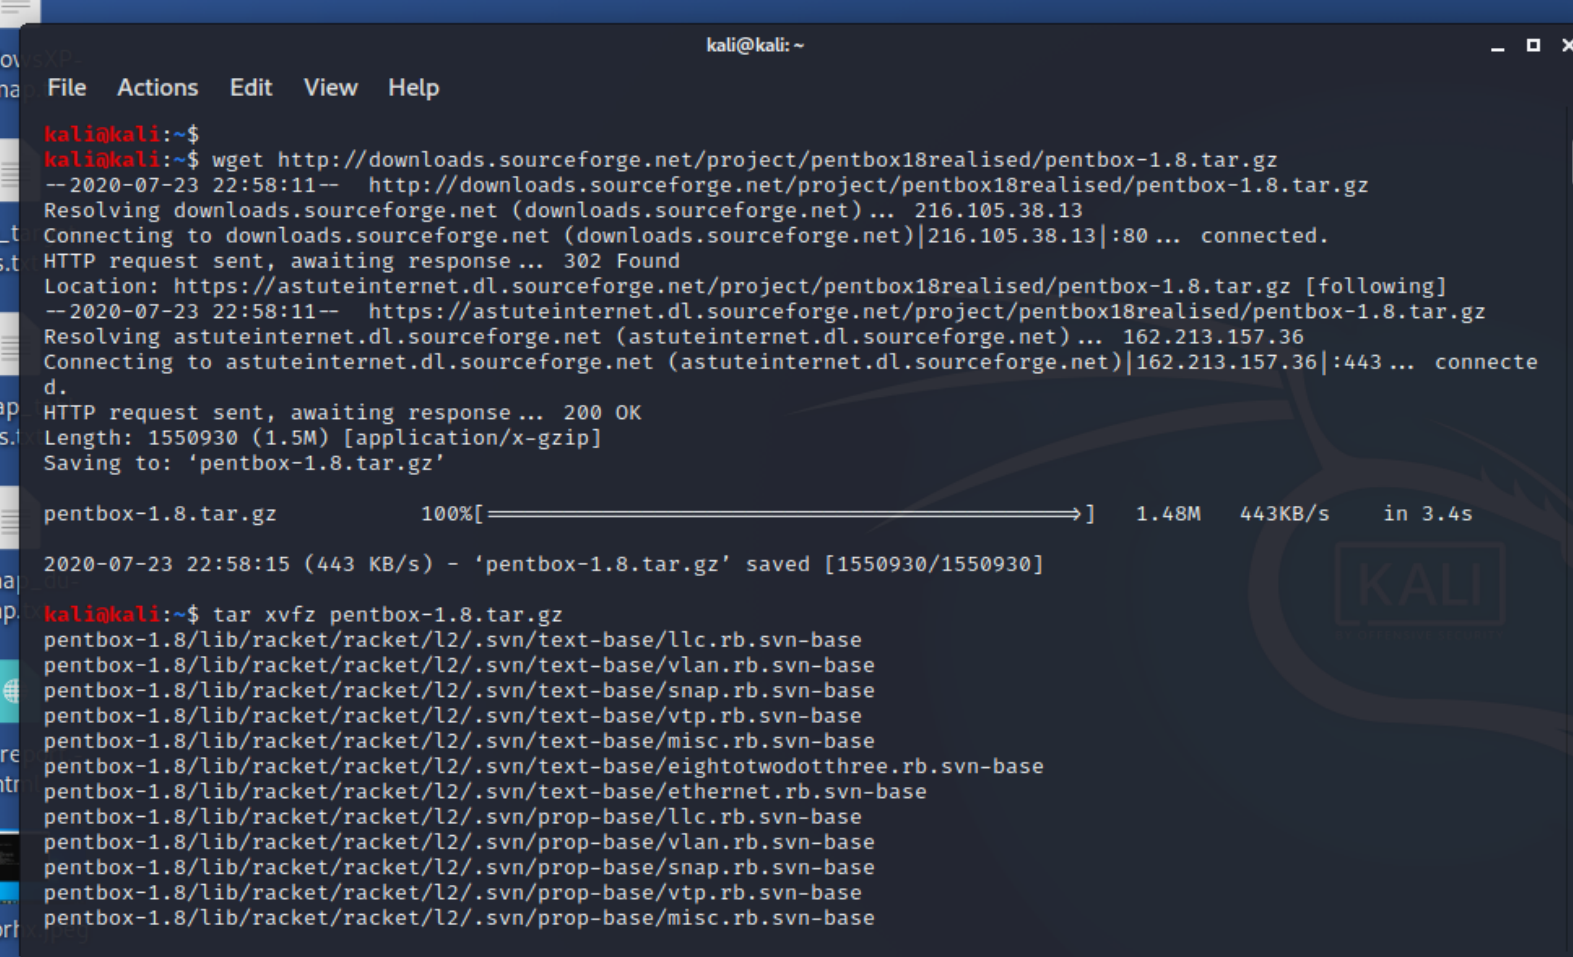 kali@kali: ~
File Actions Edit View Help
kali@kali:~$
kali@kali:~$ wget http://downloads.sourceforge.net/project/pentbox18realised/pentbox-1.8.tar.gz
--2020-07-23 22:58:11--  http://downloads.sourceforge.net/project/pentbox18realised/pentbox-1.8.tar.gz
Resolving downloads.sourceforge.net (downloads.sourceforge.net)... 216.105.38.13
Connecting to downloads.sourceforge.net (downloads.sourceforge.net)|216.105.38.13|:80... connected.
HTTP request sent, awaiting response... 302 Found
Location: https://astuteinternet.dl.sourceforge.net/project/pentbox18realised/pentbox-1.8.tar.gz [following]
--2020-07-23 22:58:11--  https://astuteinternet.dl.sourceforge.net/project/pentbox18realised/pentbox-1.8.tar.gz
Resolving astuteinternet.dl.sourceforge.net (astuteinternet.dl.sourceforge.net)... 162.213.157.36
Connecting to astuteinternet.dl.sourceforge.net (astuteinternet.dl.sourceforge.net)|162.213.157.36|:443... connecte
d.
HTTP request sent, awaiting response... 200 OK
Length: 1550930 (1.5M) [application/x-gzip]
Saving to: ‘pentbox-1.8.tar.gz’
pentbox-1.8.tar.gz 100%[===================================================>] 1.48M 443KB/s in 3.4s
2020-07-23 22:58:15 (443 KB/s) - ‘pentbox-1.8.tar.gz’ saved [1550930/1550930]
kali@kali:~$ tar xvfz pentbox-1.8.tar.gz
pentbox-1.8/lib/racket/racket/l2/.svn/text-base/llc.rb.svn-base
pentbox-1.8/lib/racket/racket/l2/.svn/text-base/vlan.rb.svn-base
pentbox-1.8/lib/racket/racket/l2/.svn/text-base/snap.rb.svn-base
pentbox-1.8/lib/racket/racket/l2/.svn/text-base/vtp.rb.svn-base
pentbox-1.8/lib/racket/racket/l2/.svn/text-base/misc.rb.svn-base
pentbox-1.8/lib/racket/racket/l2/.svn/text-base/eightotwodotthree.rb.svn-base
pentbox-1.8/lib/racket/racket/l2/.svn/text-base/ethernet.rb.svn-base
pentbox-1.8/lib/racket/racket/l2/.svn/prop-base/llc.rb.svn-base
pentbox-1.8/lib/racket/racket/l2/.svn/prop-base/vlan.rb.svn-base
pentbox-1.8/lib/racket/racket/l2/.svn/prop-base/snap.rb.svn-base
pentbox-1.8/lib/racket/racket/l2/.svn/prop-base/vtp.rb.svn-base
pentbox-1.8/lib/racket/racket/l2/.svn/prop-base/misc.rb.svn-base
KALI
BY OFFENSIVE SECURITY